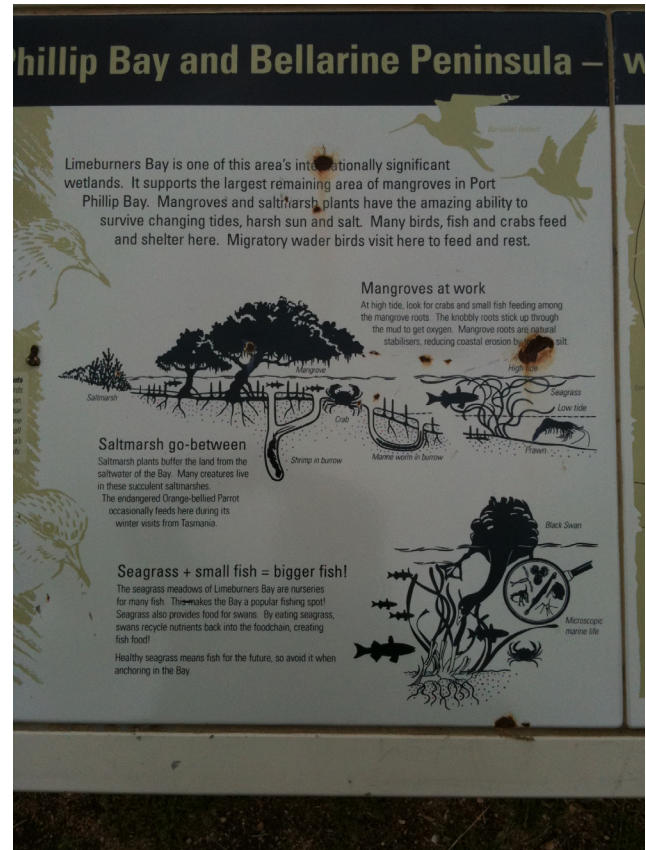 Phillip Bay and Bellarine Peninsula – w
Bar-tailed Godwit
Limeburners Bay is one of this area's internationally significant
wetlands. It supports the largest remaining area of mangroves in Port
Phillip Bay. Mangroves and saltmarsh plants have the amazing ability to
survive changing tides, harsh sun and salt. Many birds, fish and crabs feed
and shelter here. Migratory wader birds visit here to feed and rest.
Mangroves at work
At high tide, look for crabs and small fish feeding among
the mangrove roots. The knobbly roots stick up through
the mud to get oxygen. Mangrove roots are natural
stabilisers, reducing coastal erosion by silt.
Saltmarsh
Mangrove
Crab
Shrimp in burrow
Marine worm in burrow
High tide
Seagrass
Low tide
Prawn
Saltmarsh go-between
Saltmarsh plants buffer the land from the
saltwater of the Bay. Many creatures live
in these succulent saltmarshes.
The endangered Orange-bellied Parrot
occasionally feeds here during its
winter visits from Tasmania.
Seagrass + small fish = bigger fish!
The seagrass meadows of Limeburners Bay are nurseries
for many fish. This makes the Bay a popular fishing spot!
Seagrass also provides food for swans. By eating seagrass,
swans recycle nutrients back into the foodchain, creating
fish food!
Healthy seagrass means fish for the future, so avoid it when
anchoring in the Bay.
Black Swan
Microscopic
marine life